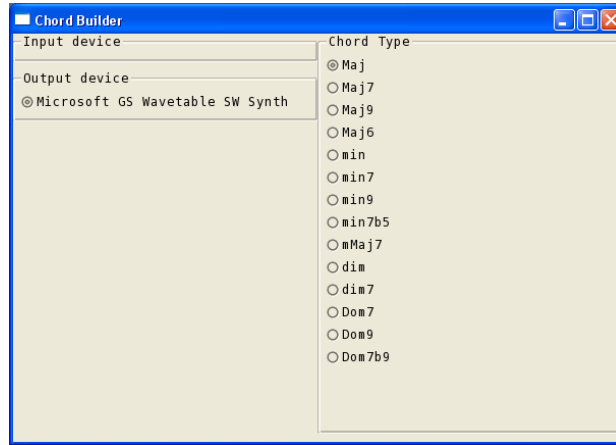 Chord Builder
Input device
Output device
Microsoft GS Wavetable SW Synth
Chord Type
Maj
Maj7
Maj9
Maj6
min
min7
min9
min7b5
mMaj7
dim
dim7
Dom7
Dom9
Dom7b9